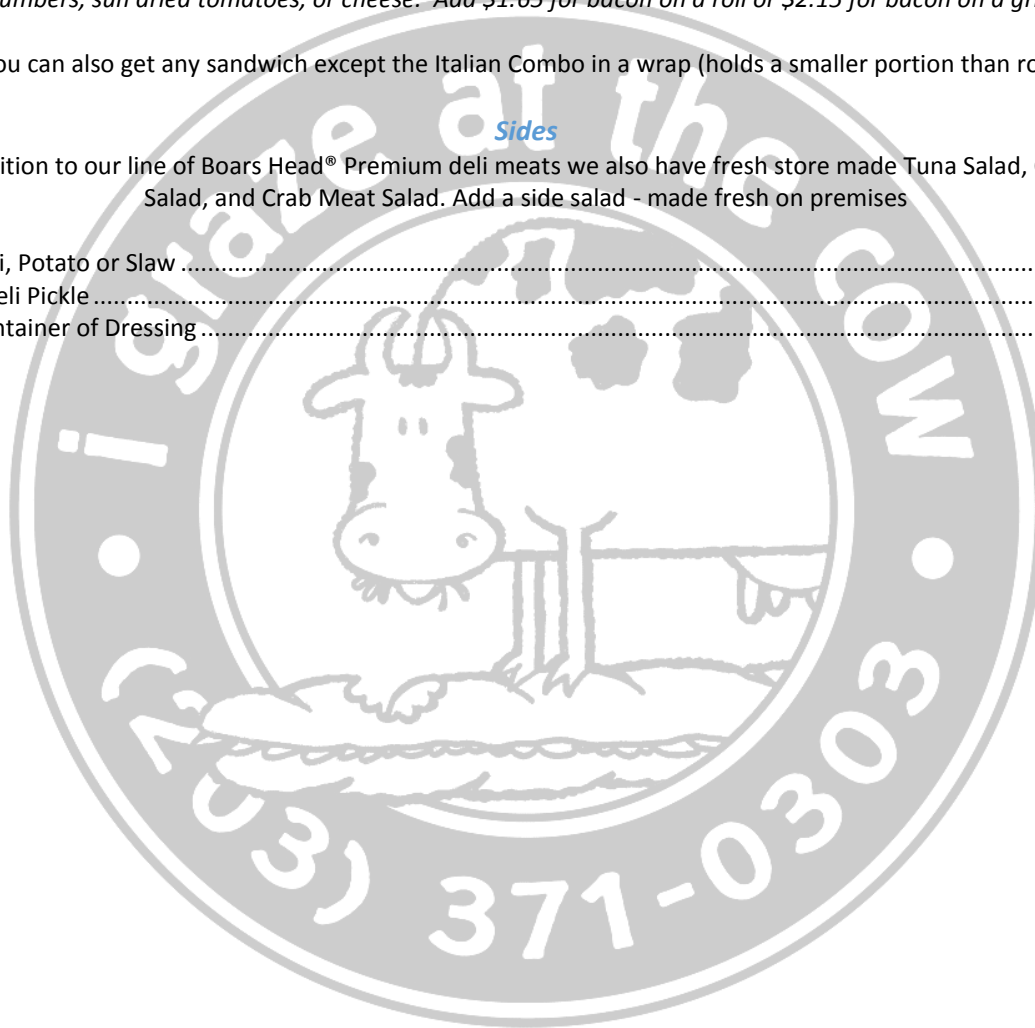 umbers, sun dried tomatoes, or cheese. Add $1.65 for bacon on a roll or $2.15 for bacon on a gr
ou can also get any sandwich except the Italian Combo in a wrap (holds a smaller portion than ro
Sides
ition to our line of Boars Head® Premium deli meats we also have fresh store made Tuna Salad,
Salad, and Crab Meat Salad. Add a side salad - made fresh on premises
i, Potato or Slaw
eli Pickle
ntainer of Dressing
i graze at the cow
(203) 371-0303